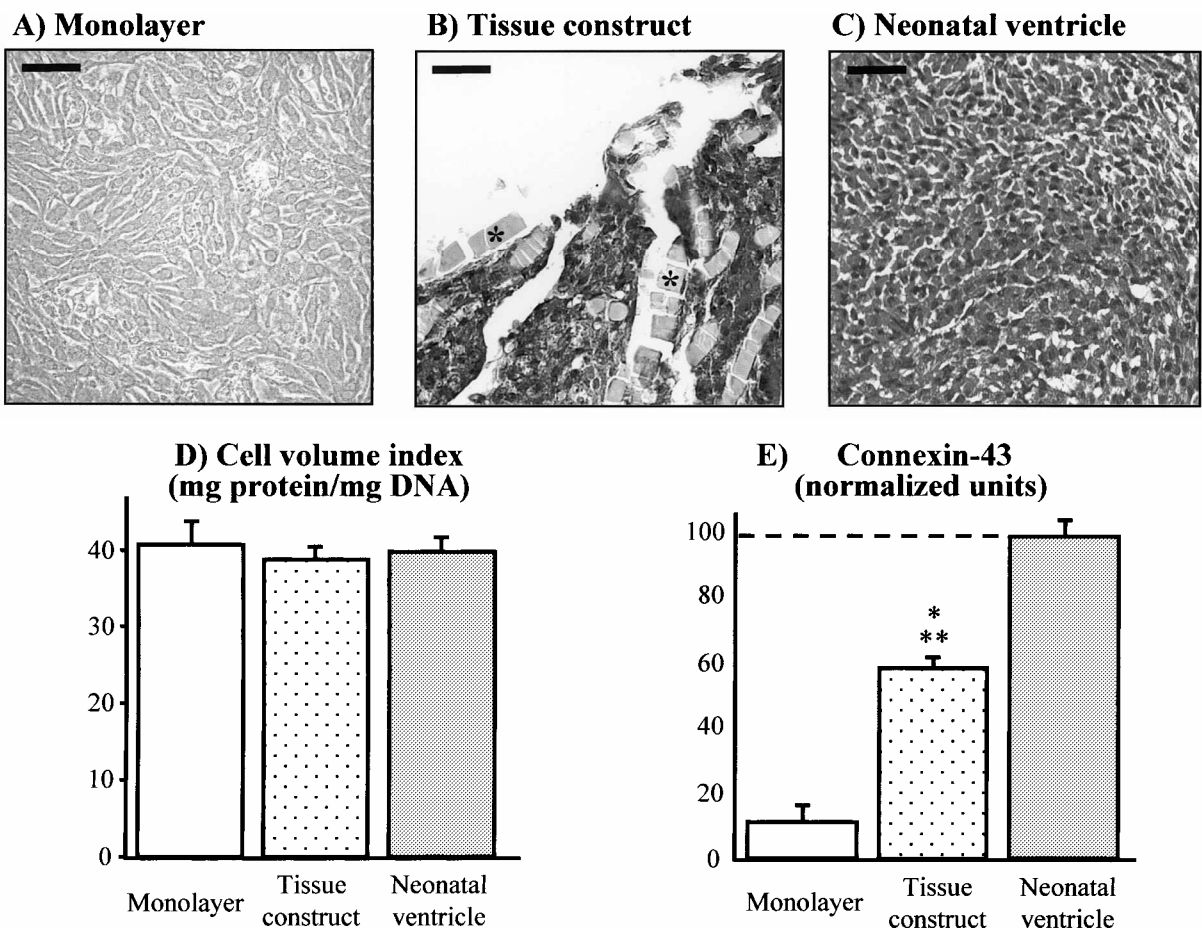 A) Monolayer
B) Tissue construct
C) Neonatal ventricle
*
*
D) Cell volume index
(mg protein/mg DNA)
40
30
20
10
0
Monolayer
Tissue
construct
Neonatal
ventricle
E) Connexin-43
(normalized units)
100
80
60
40
20
0
*
**
Monolayer
Tissue
construct
Neonatal
ventricle